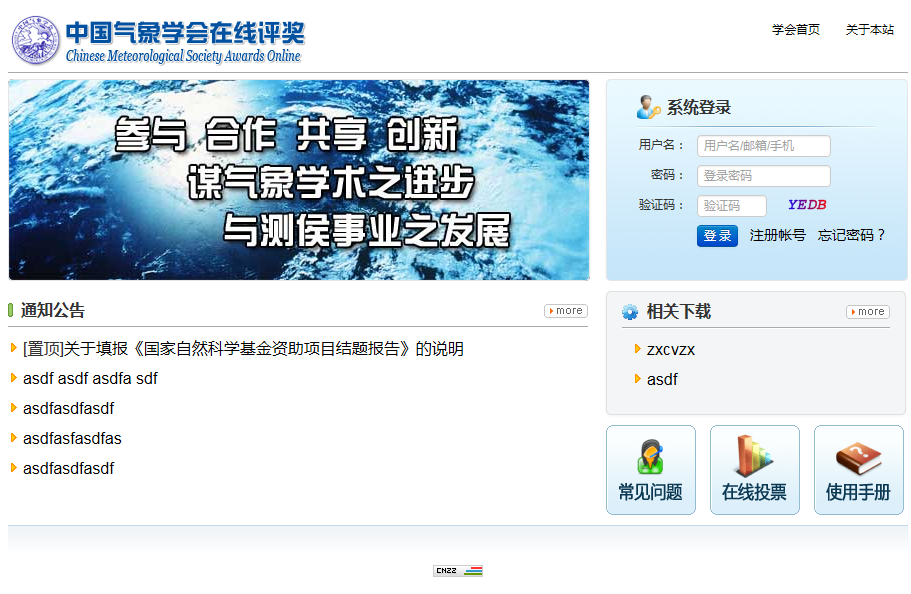 中国气象学会在线评奖
Chinese Meteorological Society Awards Online
学会首页 关于本站
参与 合作 共享 创新
谋气象学术之进步
与测侯事业之发展
系统登录
用户名： 用户名/邮箱/手机
密码： 登录密码
验证码： 验证码 YEDB
登录 注册帐号 忘记密码？
通知公告 more
[置顶]关于填报《国家自然科学基金资助项目结题报告》的说明
asdf asdf asdfa sdf
asdfasdfasdf
asdfasfasdfas
asdfasdfasdf
相关下载 more
zxcvzx
asdf
常见问题 在线投票 使用手册
CNZZ